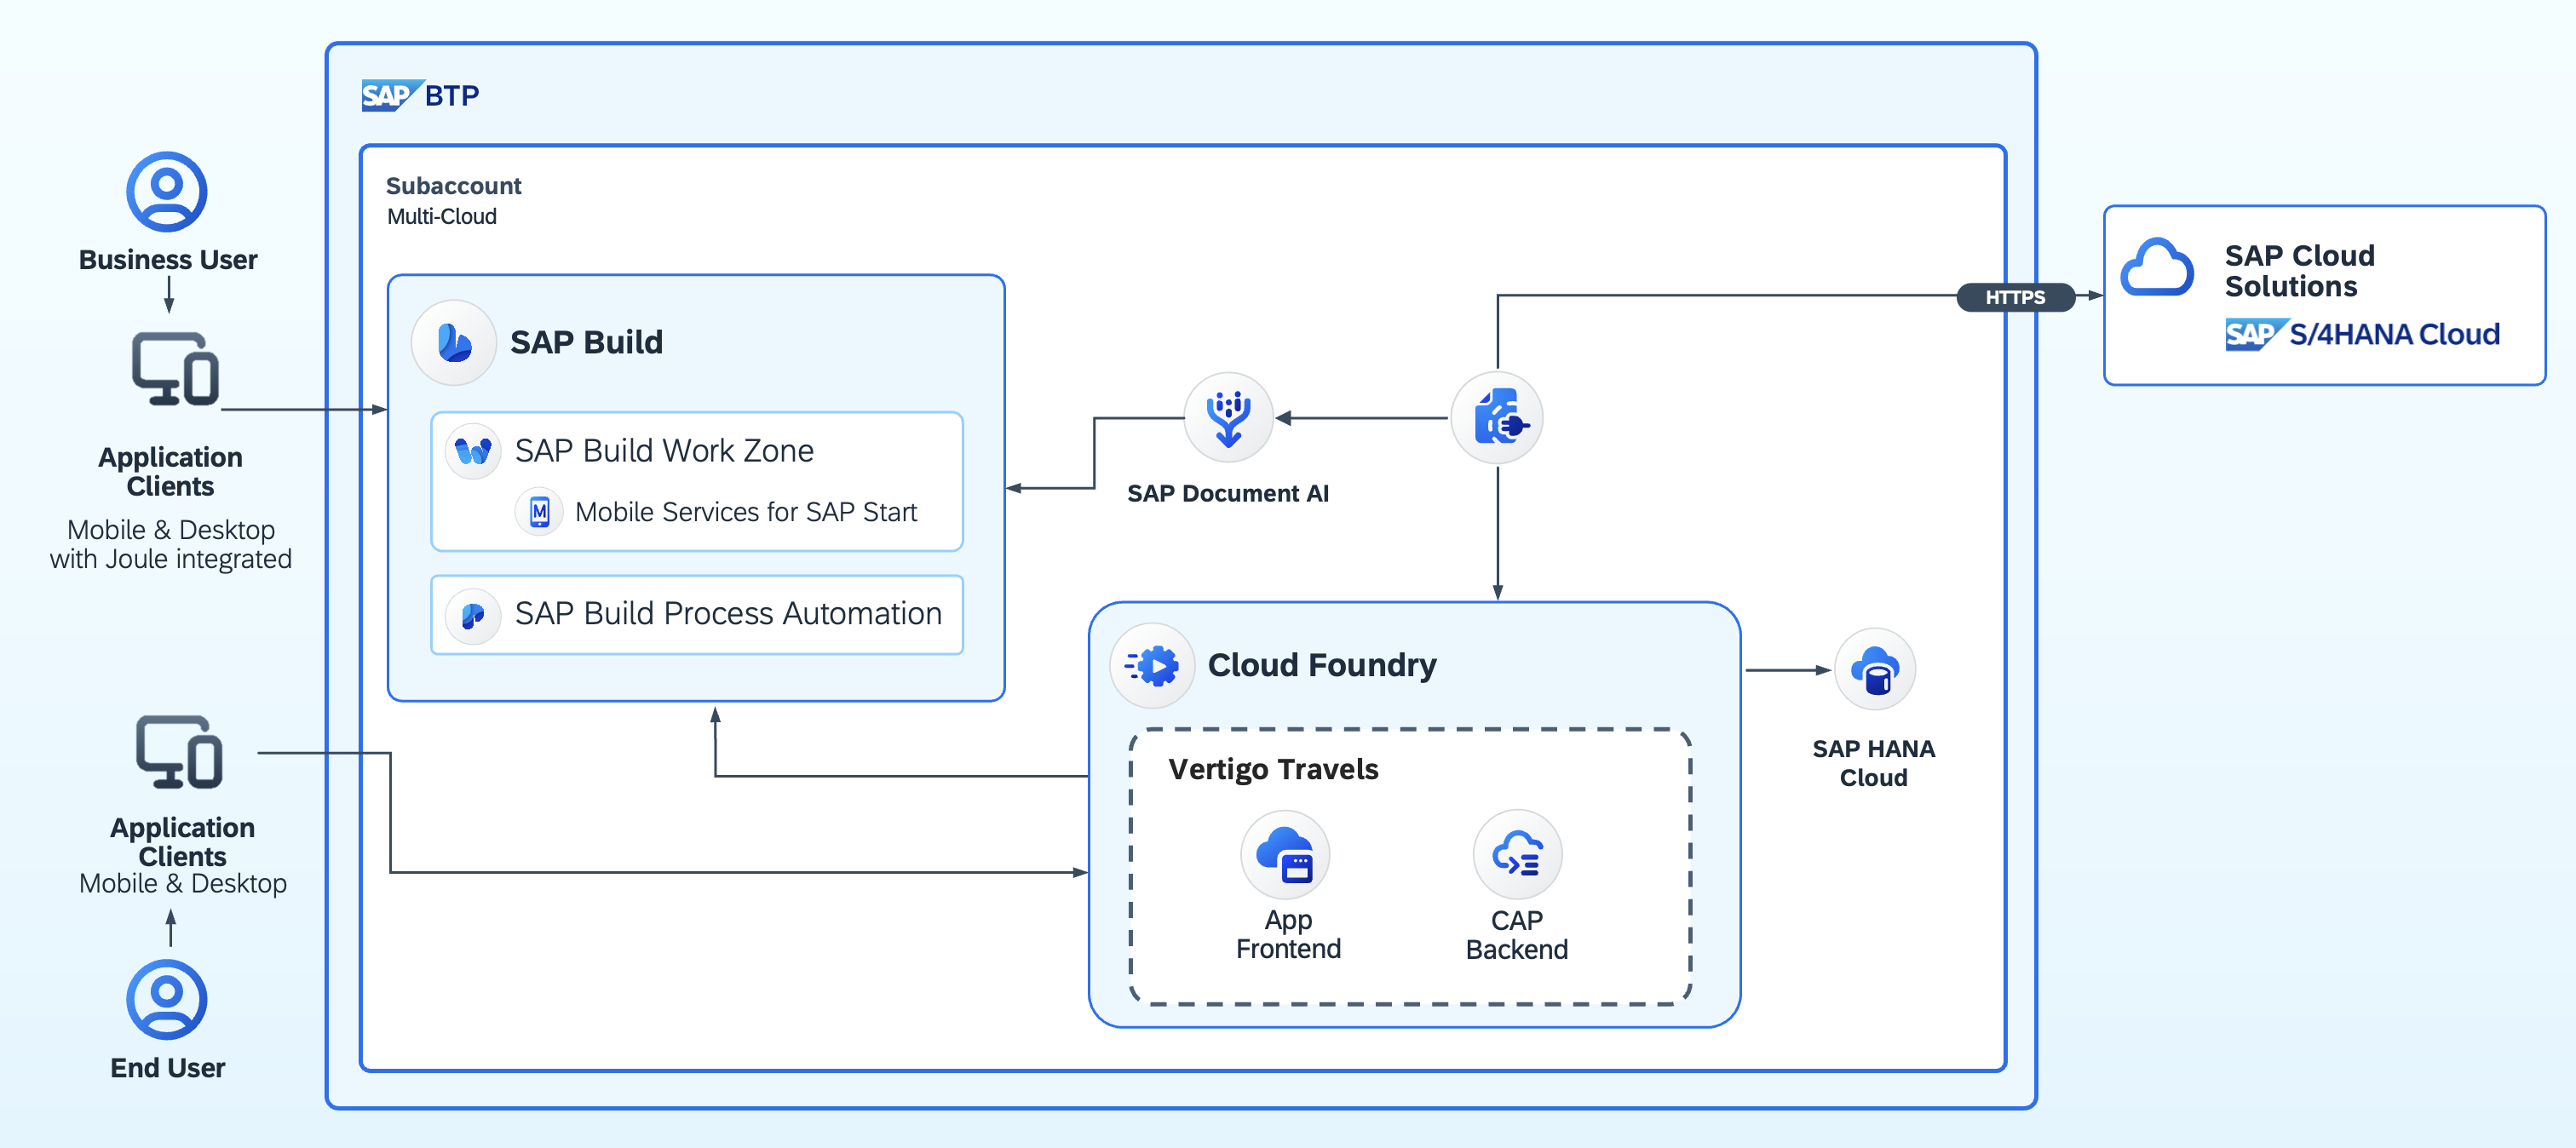 SAP BTP
Subaccount
Multi-Cloud
Business User
Application
Clients
Mobile & Desktop
with Joule integrated
SAP Build
SAP Build Work Zone
M
Mobile Services for SAP Start
SAP Build Process Automation
SAP Document AI
HTTPS
SAP Cloud
Solutions
SAP S/4HANA Cloud
Cloud Foundry
Vertigo Travels
App
Frontend
CAP
Backend
SAP HANA
Cloud
Application
Clients
Mobile & Desktop
End User